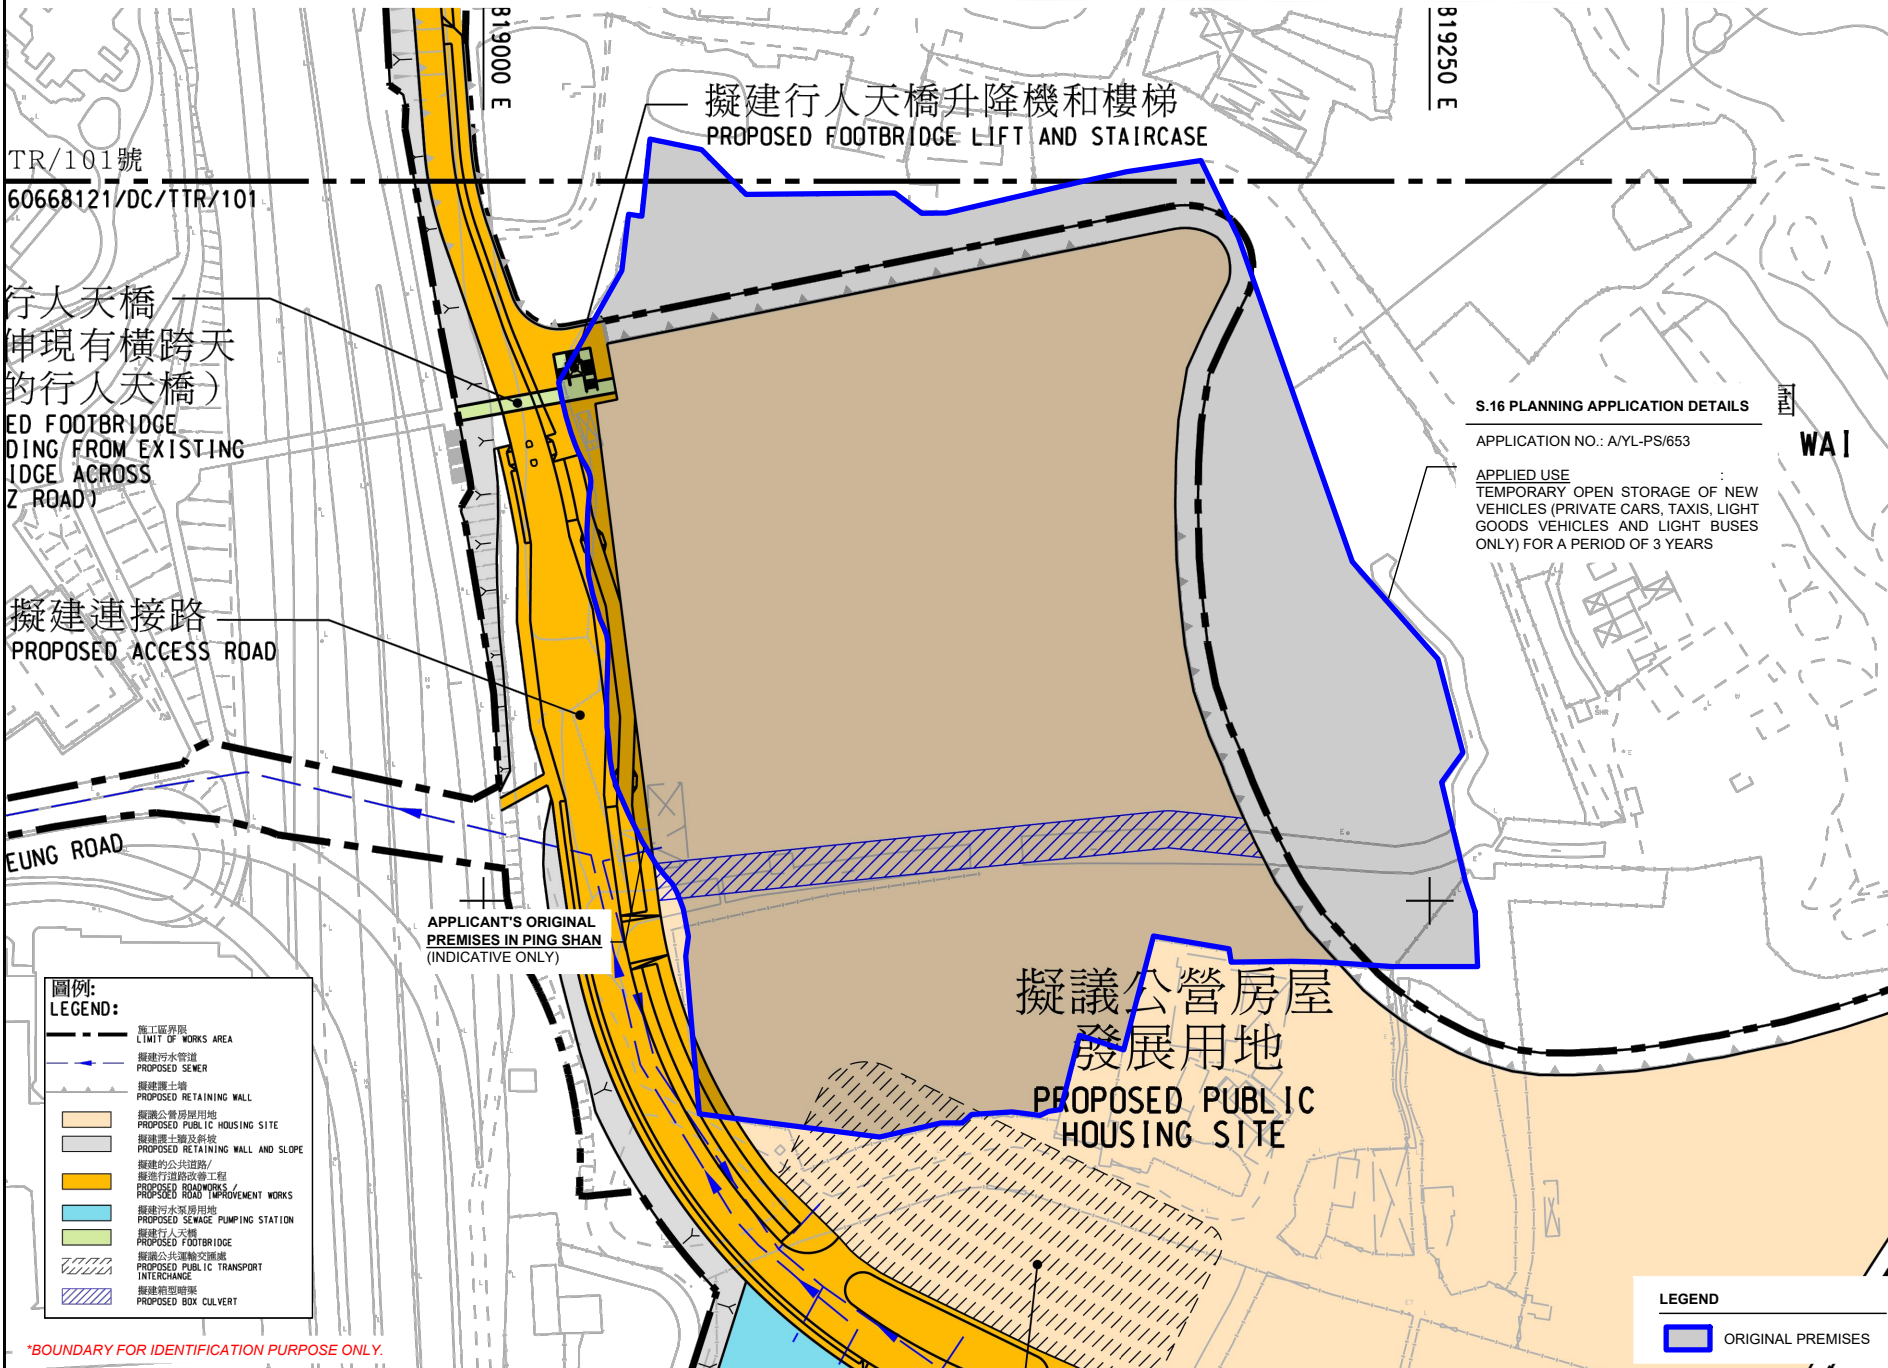 819000 E
819250 E
擬建行人天橋升降機和樓梯
PROPOSED FOOTBRIDGE LIFT AND STAIRCASE
TR/101號
60668121/DC/TTR/101
行人天橋
伸現有橫跨天
的行人天橋）
ED FOOTBRIDGE
DING FROM EXISTING
IDGE ACROSS
Z ROAD)
S.16 PLANNING APPLICATION DETAILS
APPLICATION NO.: A/YL-PS/653
APPLIED USE :
TEMPORARY OPEN STORAGE OF NEW
VEHICLES (PRIVATE CARS, TAXIS, LIGHT
GOODS VEHICLES AND LIGHT BUSES
ONLY) FOR A PERIOD OF 3 YEARS
WAI
擬建連接路
PROPOSED ACCESS ROAD
EUNG ROAD
APPLICANT'S ORIGINAL
PREMISES IN PING SHAN
(INDICATIVE ONLY)
擬議公營房屋
發展用地
PROPOSED PUBLIC
HOUSING SITE
圖例:
LEGEND:
施工區界限
LIMIT OF WORKS AREA
擬建污水管道
PROPOSED SEWER
擬建護土墻
PROPOSED RETAINING WALL
擬議公營房屋用地
PROPOSED PUBLIC HOUSING SITE
擬建護土牆及斜坡
PROPOSED RETAINING WALL AND SLOPE
擬建的公共道路/
擬進行道路改善工程
PROPOSED ROADWORKS /
PROPSOED ROAD IMPROVEMENT WORKS
擬建污水泵房用地
PROPOSED SEWAGE PUMPING STATION
擬建行人天橋
PROPOSED FOOTBRIDGE
擬議公共運輸交匯處
PROPOSED PUBLIC TRANSPORT
INTERCHANGE
擬建箱型暗渠
PROPOSED BOX CULVERT
*BOUNDARY FOR IDENTIFICATION PURPOSE ONLY.
LEGEND
ORIGINAL PREMISES